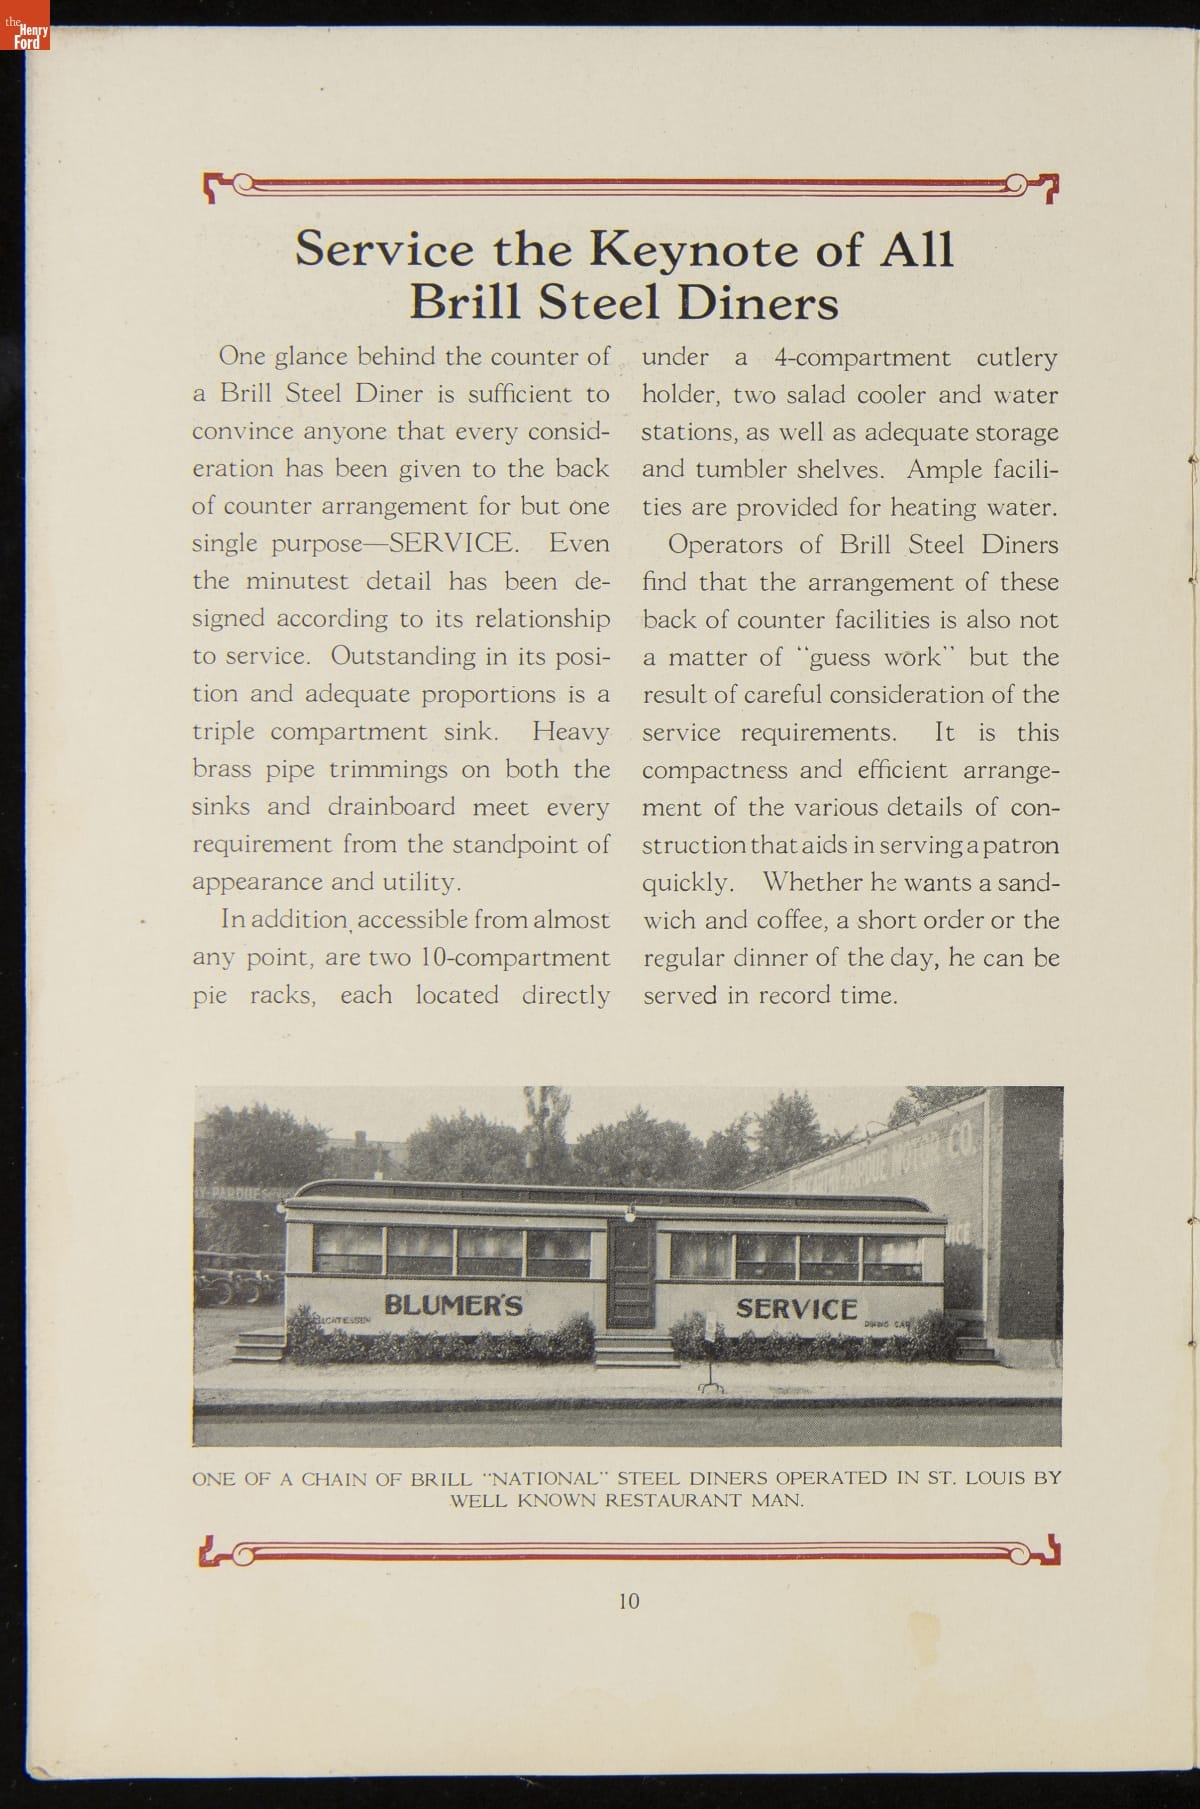 the
Henry
Ford
Service the Keynote of All
Brill Steel Diners
One glance behind the counter of
a Brill Steel Diner is sufficient to
convince anyone that every consid-
eration has been given to the back
of counter arrangement for but one
single purpose—SERVICE. Even
the minutest detail has been de-
signed according to its relationship
to service. Outstanding in its posi-
tion and adequate proportions is a
triple compartment sink. Heavy
brass pipe trimmings on both the
sinks and drainboard meet every
requirement from the standpoint of
appearance and utility.
In addition, accessible from almost
any point, are two 10-compartment
pie racks, each located directly
under a 4-compartment cutlery
holder, two salad cooler and water
stations, as well as adequate storage
and tumbler shelves. Ample facili-
ties are provided for heating water.
Operators of Brill Steel Diners
find that the arrangement of these
back of counter facilities is also not
a matter of “guess work” but the
result of careful consideration of the
service requirements. It is this
compactness and efficient arrange-
ment of the various details of con-
struction that aids in serving a patron
quickly. Whether he wants a sand-
wich and coffee, a short order or the
regular dinner of the day, he can be
served in record time.
MOTOR CO.
BLUMER'S
SERVICE
DINING CAR
ONE OF A CHAIN OF BRILL “NATIONAL” STEEL DINERS OPERATED IN ST. LOUIS BY
WELL KNOWN RESTAURANT MAN.
10